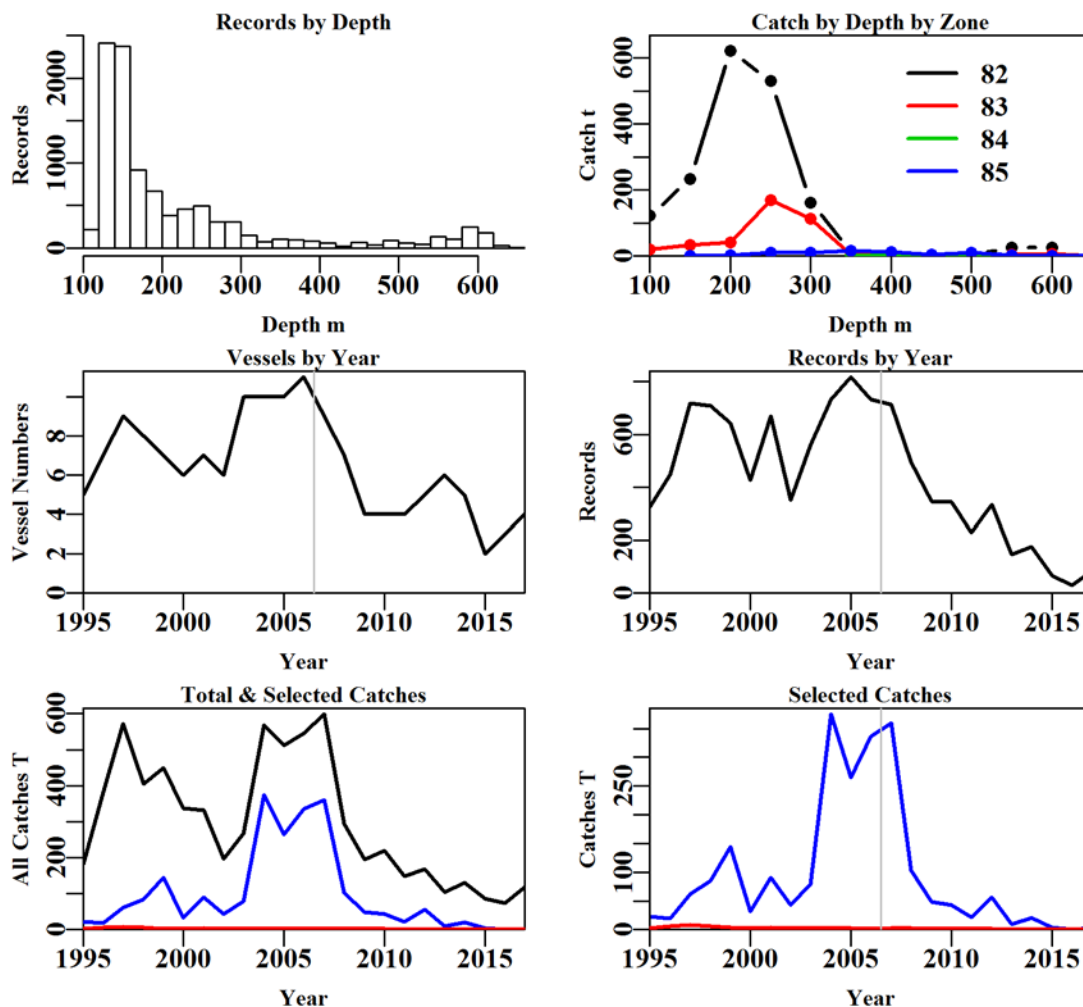 Records by Depth
Records
0
1000
2000
100 200 300 400 500 600
Depth m
Catch by Depth by Zone
Catch t
0
200
400
600
82
83
84
85
100 200 300 400 500 600
Depth m
Vessels by Year
Vessel Numbers
0
2
4
6
8
1995 2000 2005 2010 2015
Year
Records by Year
Records
0
200
600
1995 2000 2005 2010 2015
Year
Total & Selected Catches
All Catches T
0
200
400
600
1995 2000 2005 2010 2015
Year
Selected Catches
Catches T
0
100
250
1995 2000 2005 2010 2015
Year